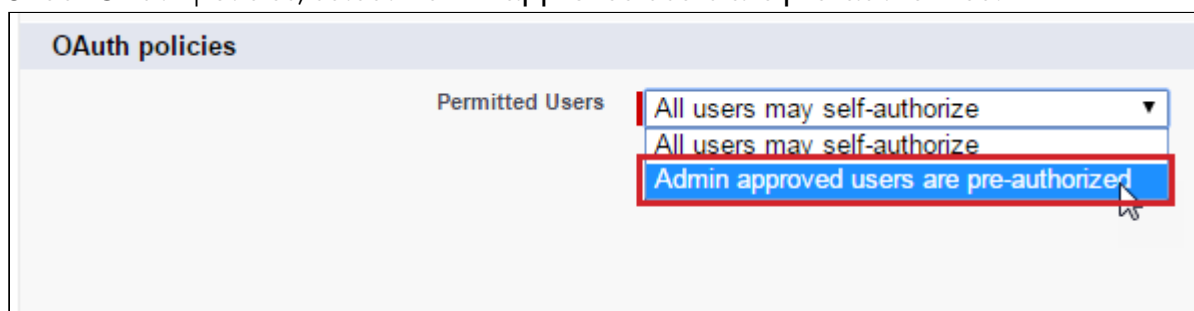 OAuth policies
Permitted Users
All users may self-authorize
All users may self-authorize
Admin approved users are pre-authorized